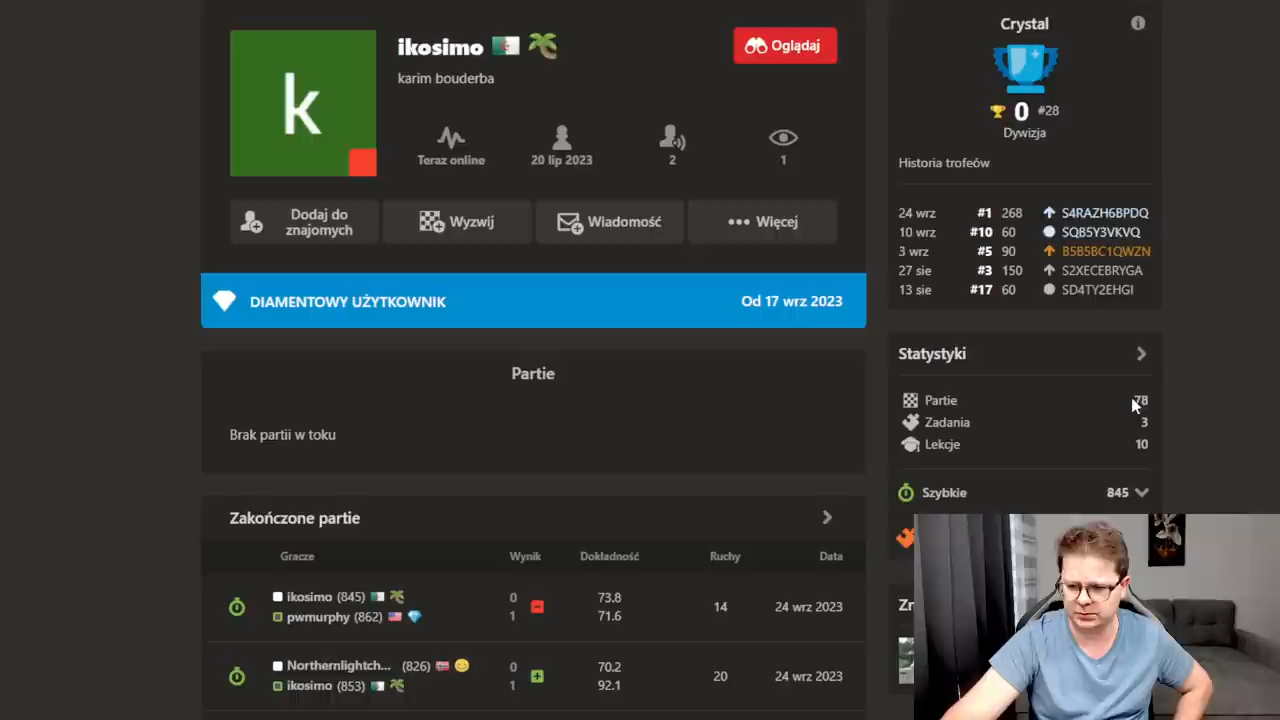 k
ikosimo
karim bouderba
Oglądaj
Teraz online
20 lip 2023
2
1
Dodaj do znajomych
Wyzwij
Wiadomość
Więcej
DIAMENTOWY UŻYTKOWNIK
Od 17 wrz 2023
Partie
Brak partii w toku
Zakończone partie
Gracze Wynik Dokładność Ruchy Data
ikosimo (845) 0 73.8
pwmurphy (862) 1 71.6
14 24 wrz 2023
Northernlightch... (826) 0 70.2
ikosimo (853) 1 92.1
20 24 wrz 2023
Crystal
0 #28
Dywizja
Historia trofeów
24 wrz #1 268 S4RAZH6BPDQ
10 wrz #10 60 SQB5Y3VKVQ
3 wrz #5 90 B5B5BC1QWZN
27 sie #3 150 S2XECEBRYGA
13 sie #17 60 SD4TY2EHGI
Statystyki
Partie 78
Zadania 3
Lekcje 10
Szybkie 845